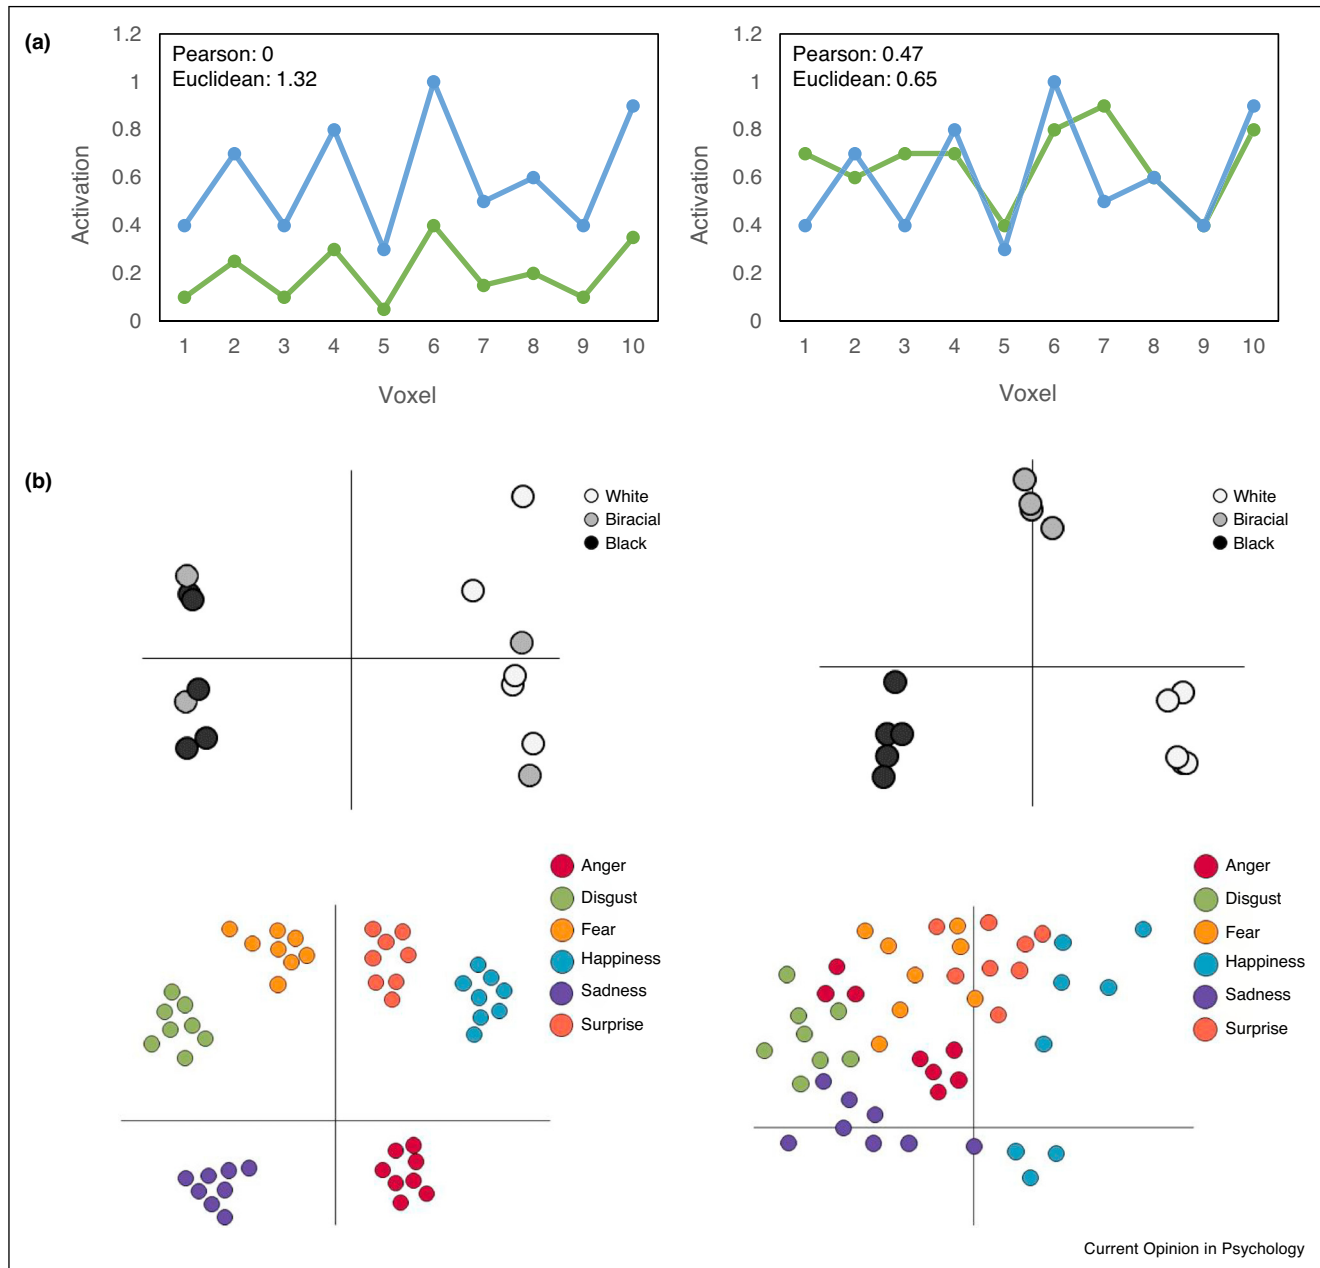 (a)
1.2
1
0.8
0.6
0.4
0.2
0
Activation
Pearson: 0
Euclidean: 1.32
1 2 3 4 5 6 7 8 9 10
Voxel
1.2
1
0.8
0.6
0.4
0.2
0
Activation
Pearson: 0.47
Euclidean: 0.65
1 2 3 4 5 6 7 8 9 10
Voxel
(b)
White
Biracial
Black
White
Biracial
Black
Anger
Disgust
Fear
Happiness
Sadness
Surprise
Anger
Disgust
Fear
Happiness
Sadness
Surprise
Current Opinion in Psychology